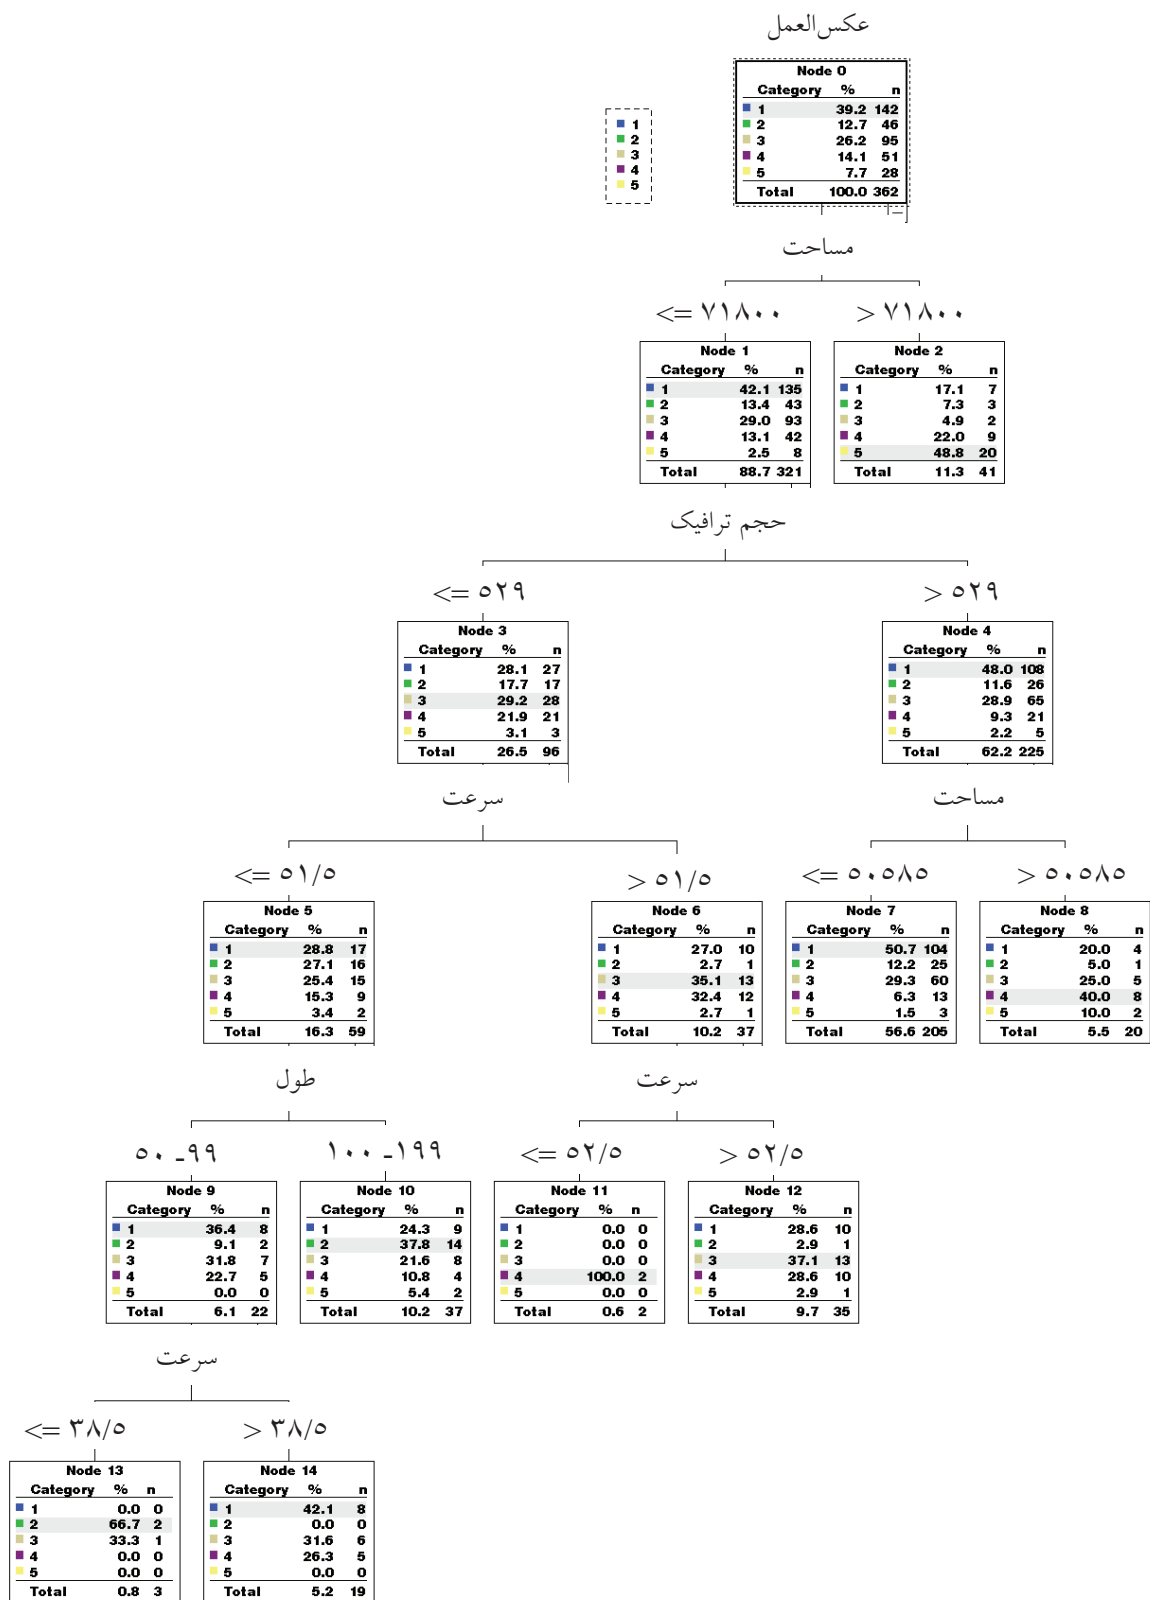 عکس‌العمل
Node 0
Category % n
1 39.2 142
2 12.7 46
3 26.2 95
4 14.1 51
5 7.7 28
Total 100.0 362
1
2
3
4
5
مساحت
<= ۷۱۸۰۰
> ۷۱۸۰۰
Node 1
Category % n
1 42.1 135
2 13.4 43
3 29.0 93
4 13.1 42
5 2.5 8
Total 88.7 321
Node 2
Category % n
1 17.1 7
2 7.3 3
3 4.9 2
4 22.0 9
5 48.8 20
Total 11.3 41
حجم ترافیک
<= ۵۲۹
> ۵۲۹
Node 3
Category % n
1 28.1 27
2 17.7 17
3 29.2 28
4 21.9 21
5 3.1 3
Total 26.5 96
Node 4
Category % n
1 48.0 108
2 11.6 26
3 28.9 65
4 9.3 21
5 2.2 5
Total 62.2 225
سرعت
مساحت
<= ۵۱/۵
> ۵۱/۵
<= ۵۰۵۸۵
> ۵۰۵۸۵
Node 5
Category % n
1 28.8 17
2 27.1 16
3 25.4 15
4 15.3 9
5 3.4 2
Total 16.3 59
Node 6
Category % n
1 27.0 10
2 2.7 1
3 35.1 13
4 32.4 12
5 2.7 1
Total 10.2 37
Node 7
Category % n
1 50.7 104
2 12.2 25
3 29.3 60
4 6.3 13
5 1.5 3
Total 56.6 205
Node 8
Category % n
1 20.0 4
2 5.0 1
3 25.0 5
4 40.0 8
5 10.0 2
Total 5.5 20
طول
سرعت
۵۰ ـ۹۹
۱۰۰ ـ۱۹۹
<= ۵۲/۵
> ۵۲/۵
Node 9
Category % n
1 36.4 8
2 9.1 2
3 31.8 7
4 22.7 5
5 0.0 0
Total 6.1 22
Node 10
Category % n
1 24.3 9
2 37.8 14
3 21.6 8
4 10.8 4
5 5.4 2
Total 10.2 37
Node 11
Category % n
1 0.0 0
2 0.0 0
3 0.0 0
4 100.0 2
5 0.0 0
Total 0.6 2
Node 12
Category % n
1 28.6 10
2 2.9 1
3 37.1 13
4 28.6 10
5 2.9 1
Total 9.7 35
سرعت
<= ۳۸/۵
> ۳۸/۵
Node 13
Category % n
1 0.0 0
2 66.7 2
3 33.3 1
4 0.0 0
5 0.0 0
Total 0.8 3
Node 14
Category % n
1 42.1 8
2 0.0 0
3 31.6 6
4 26.3 5
5 0.0 0
Total 5.2 19